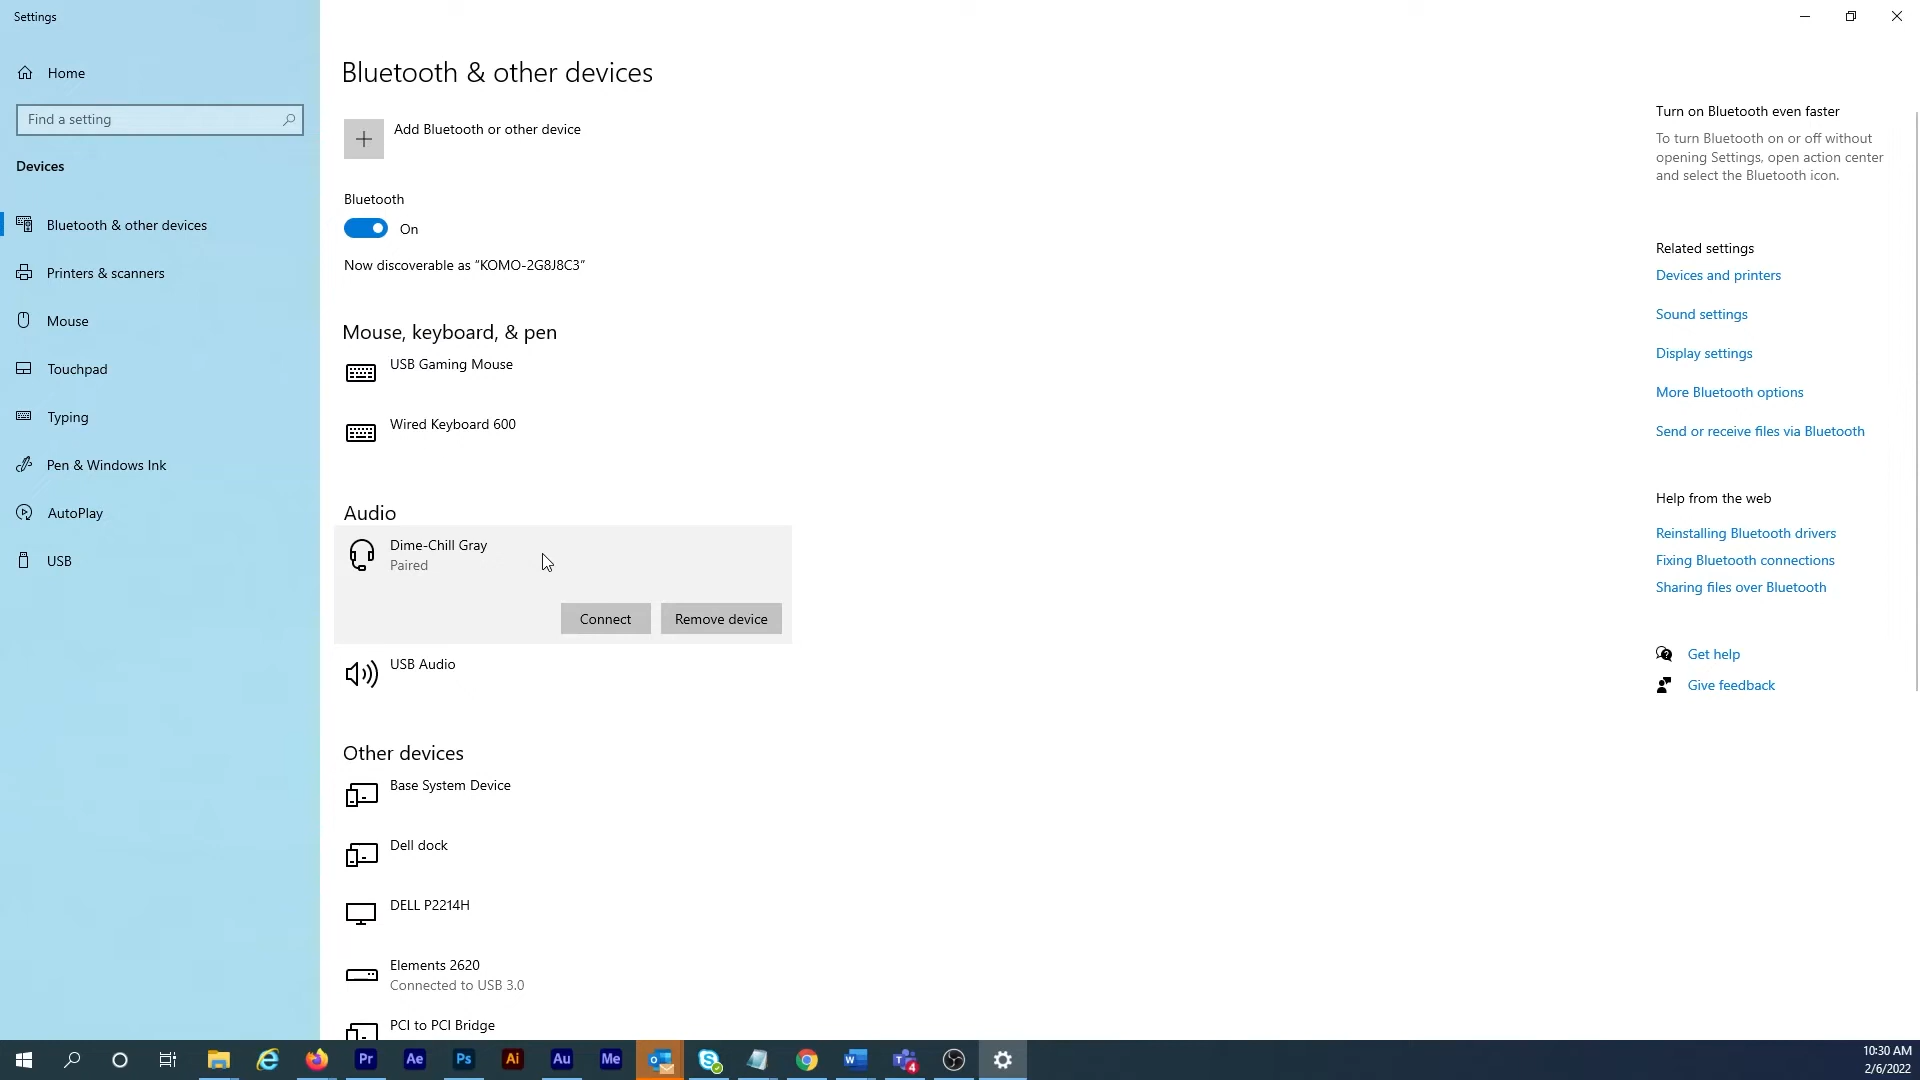 Settings
Home
Find a setting
Devices
Bluetooth & other devices
Printers & scanners
Mouse
Touchpad
Typing
Pen & Windows Ink
AutoPlay
USB
Bluetooth & other devices
Add Bluetooth or other device
Bluetooth
On
Now discoverable as “KOMO-2G8J8C3”
Mouse, keyboard, & pen
USB Gaming Mouse
Wired Keyboard 600
Audio
Dime-Chill Gray
Paired
Connect
Remove device
USB Audio
Other devices
Base System Device
Dell dock
DELL P2214H
Elements 2620
Connected to USB 3.0
PCI to PCI Bridge
Turn on Bluetooth even faster
To turn Bluetooth on or off without
opening Settings, open action center
and select the Bluetooth icon.
Related settings
Devices and printers
Sound settings
Display settings
More Bluetooth options
Send or receive files via Bluetooth
Help from the web
Reinstalling Bluetooth drivers
Fixing Bluetooth connections
Sharing files over Bluetooth
Get help
Give feedback
Pr
Ae
Ps
Ai
Au
Me
4
10:30 AM
2/6/2022